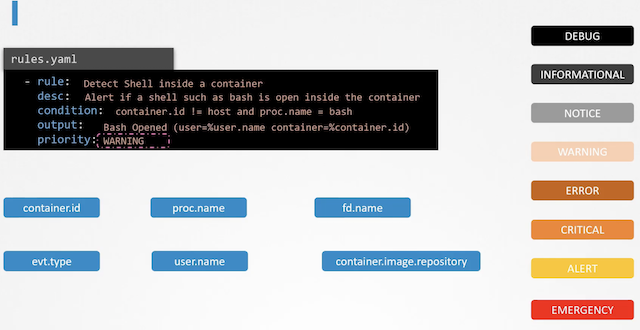 rules.yaml
- rule: Detect Shell inside a container
desc: Alert if a shell such as bash is open inside the container
condition: container.id != host and proc.name = bash
output: Bash Opened (user=%user.name container=%container.id)
priority: WARNING
container.id
proc.name
fd.name
evt.type
user.name
container.image.repository
DEBUG
INFORMATIONAL
NOTICE
WARNING
ERROR
CRITICAL
ALERT
EMERGENCY